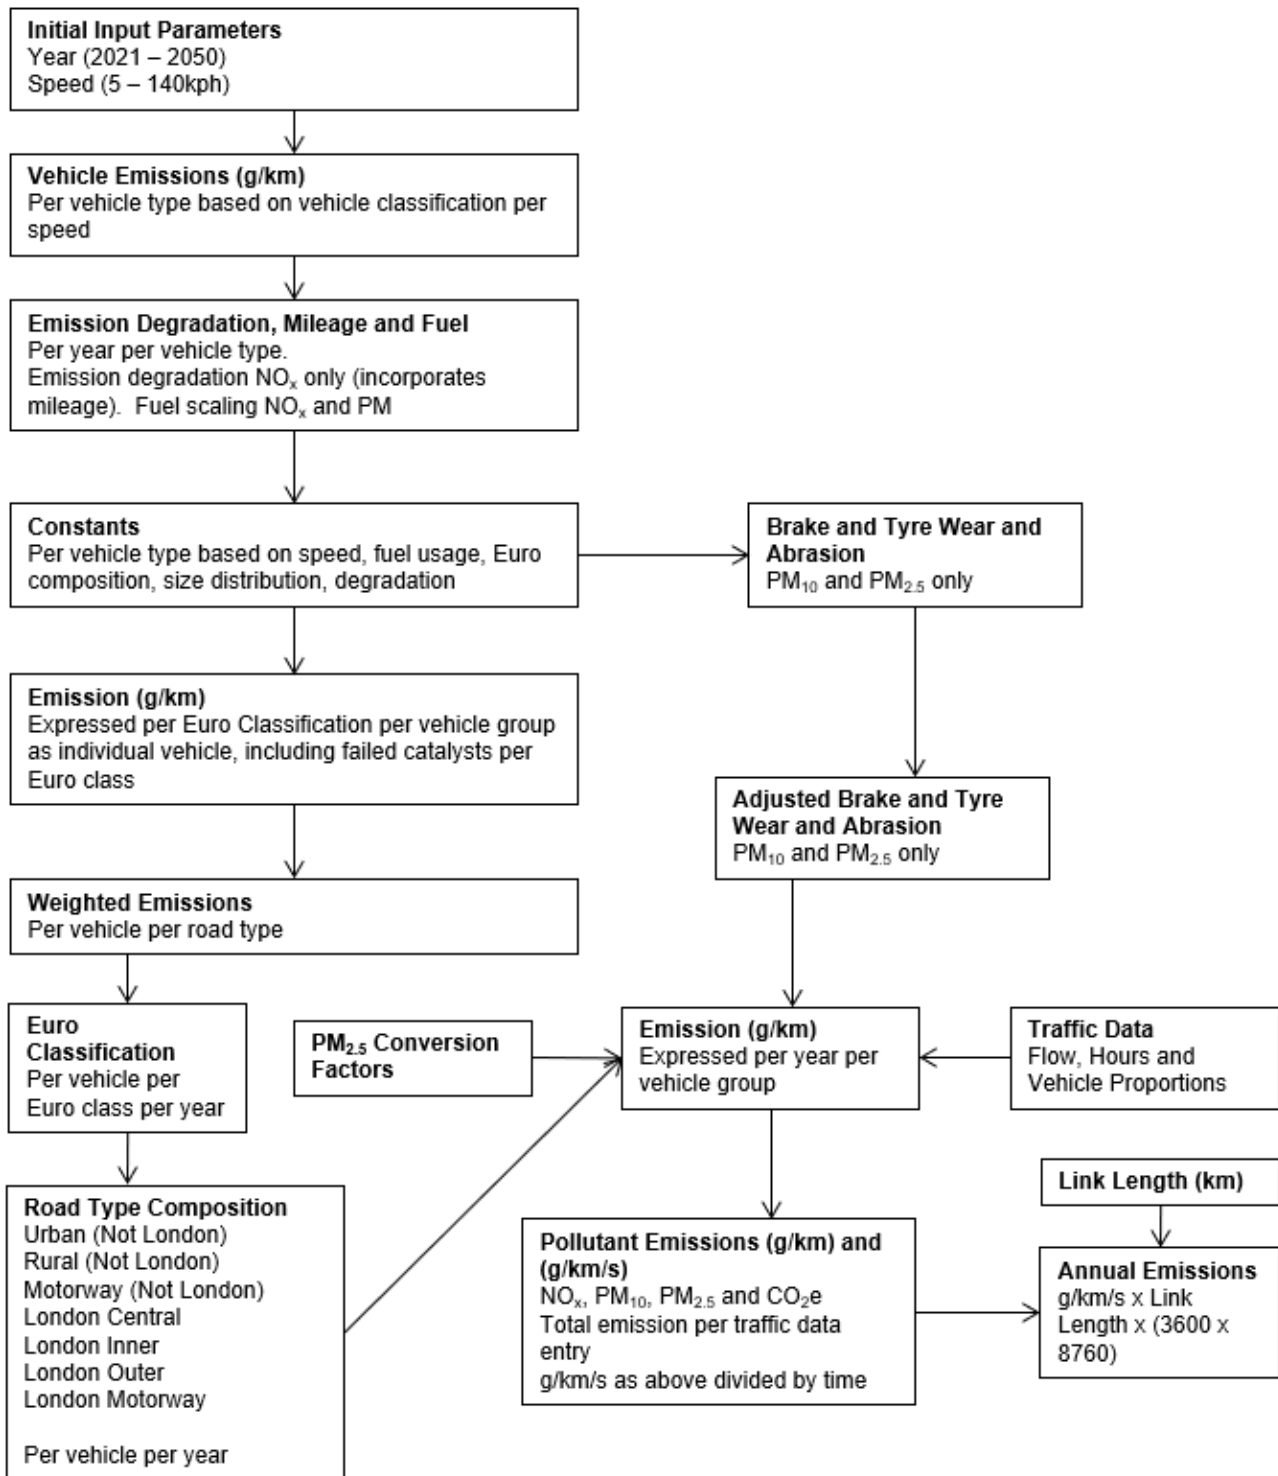 Initial Input Parameters
Year (2021 – 2050)
Speed (5 – 140kph)
Vehicle Emissions (g/km)
Per vehicle type based on vehicle classification per
speed
Emission Degradation, Mileage and Fuel
Per year per vehicle type.
Emission degradation NOx only (incorporates
mileage). Fuel scaling NOx and PM
Constants
Per vehicle type based on speed, fuel usage, Euro
composition, size distribution, degradation
Brake and Tyre Wear and
Abrasion
PM10 and PM2.5 only
Emission (g/km)
Expressed per Euro Classification per vehicle group
as individual vehicle, including failed catalysts per
Euro class
Adjusted Brake and Tyre
Wear and Abrasion
PM10 and PM2.5 only
Weighted Emissions
Per vehicle per road type
Euro
Classification
Per vehicle per
Euro class per year
PM2.5 Conversion
Factors
Emission (g/km)
Expressed per year per
vehicle group
Traffic Data
Flow, Hours and
Vehicle Proportions
Road Type Composition
Urban (Not London)
Rural (Not London)
Motorway (Not London)
London Central
London Inner
London Outer
London Motorway
Per vehicle per year
Pollutant Emissions (g/km) and
(g/km/s)
NOx, PM10, PM2.5 and CO2e
Total emission per traffic data
entry
g/km/s as above divided by time
Link Length (km)
Annual Emissions
g/km/s x Link
Length x (3600 x
8760)